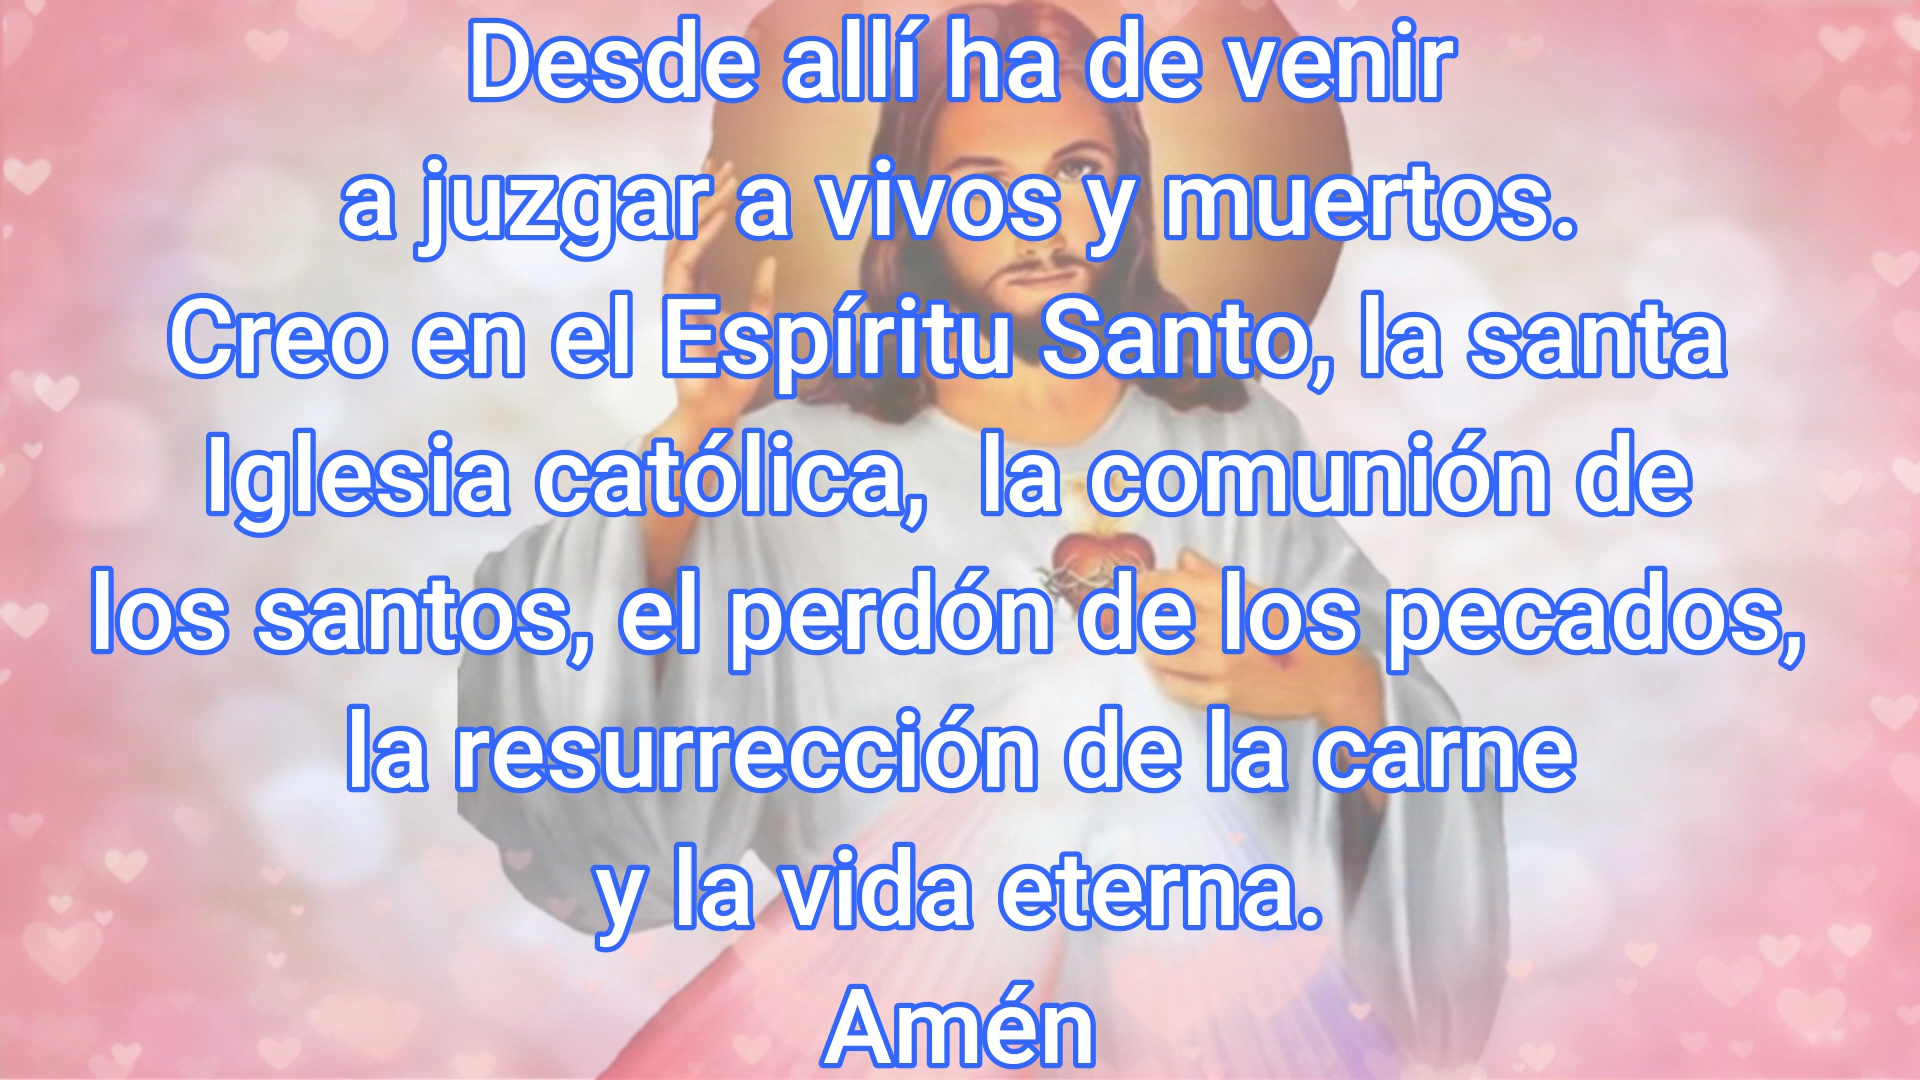 Desde allí ha de venir
a juzgar a vivos y muertos.
Creo en el Espíritu Santo, la santa
Iglesia católica,  la comunión de
los santos, el perdón de los pecados,
la resurrección de la carne
y la vida eterna.
Amén